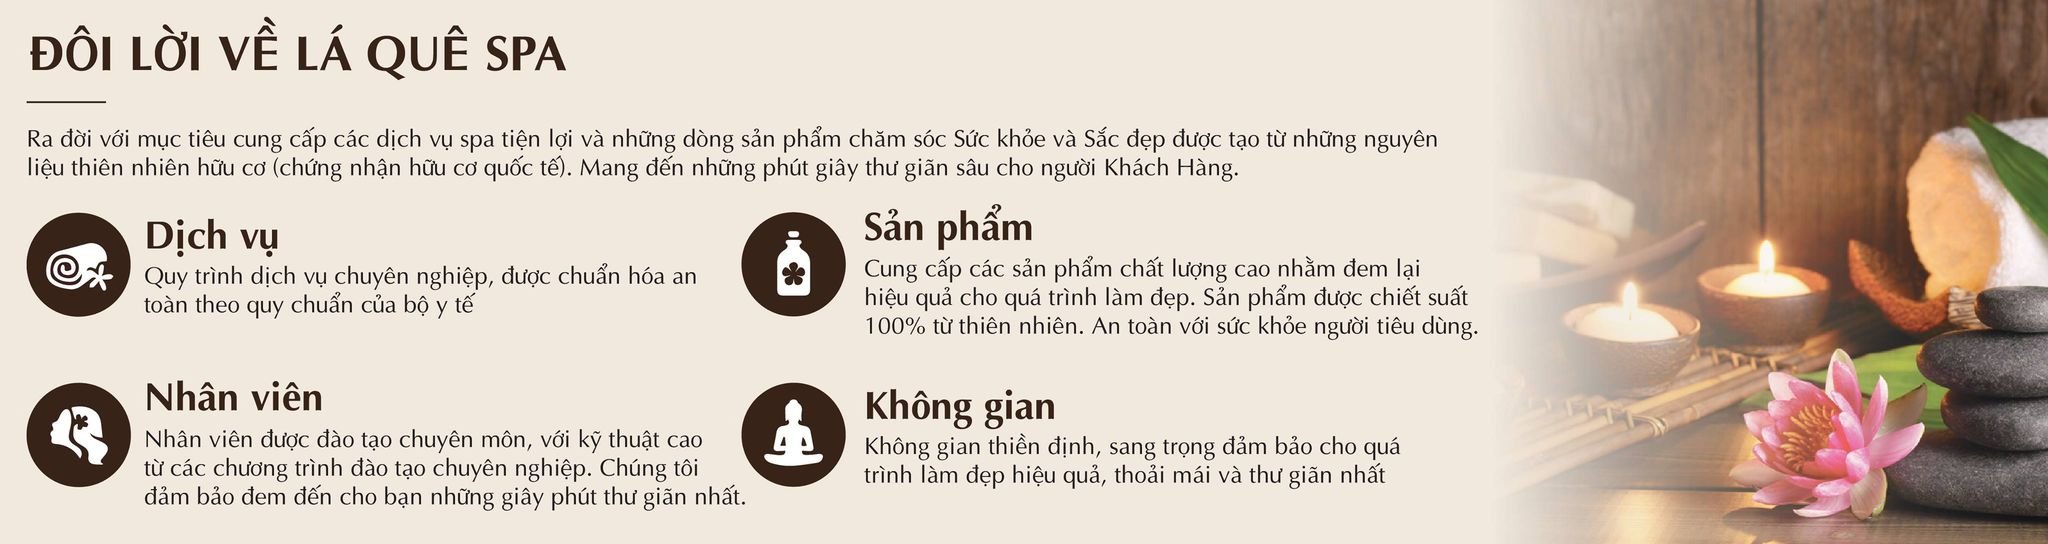 ĐÔI LỜI VỀ LÁ QUÊ SPA
Ra đời với mục tiêu cung cấp các dịch vụ spa tiện lợi và những dòng sản phẩm chăm sóc Sức khỏe và Sắc đẹp được tạo từ những nguyên
liệu thiên nhiên hữu cơ (chứng nhận hữu cơ quốc tế). Mang đến những phút giây thư giãn sâu cho người Khách Hàng.
Dịch vụ
Quy trình dịch vụ chuyên nghiệp, được chuẩn hóa an
toàn theo quy chuẩn của bộ y tế
Sản phẩm
Cung cấp các sản phẩm chất lượng cao nhằm đem lại
hiệu quả cho quá trình làm đẹp. Sản phẩm được chiết suất
100% từ thiên nhiên. An toàn với sức khỏe người tiêu dùng.
Nhân viên
Nhân viên được đào tạo chuyên môn, với kỹ thuật cao
từ các chương trình đào tạo chuyên nghiệp. Chúng tôi
đảm bảo đem đến cho bạn những giây phút thư giãn nhất.
Không gian
Không gian thiền định, sang trọng đảm bảo cho quá
trình làm đẹp hiệu quả, thoải mái và thư giãn nhất